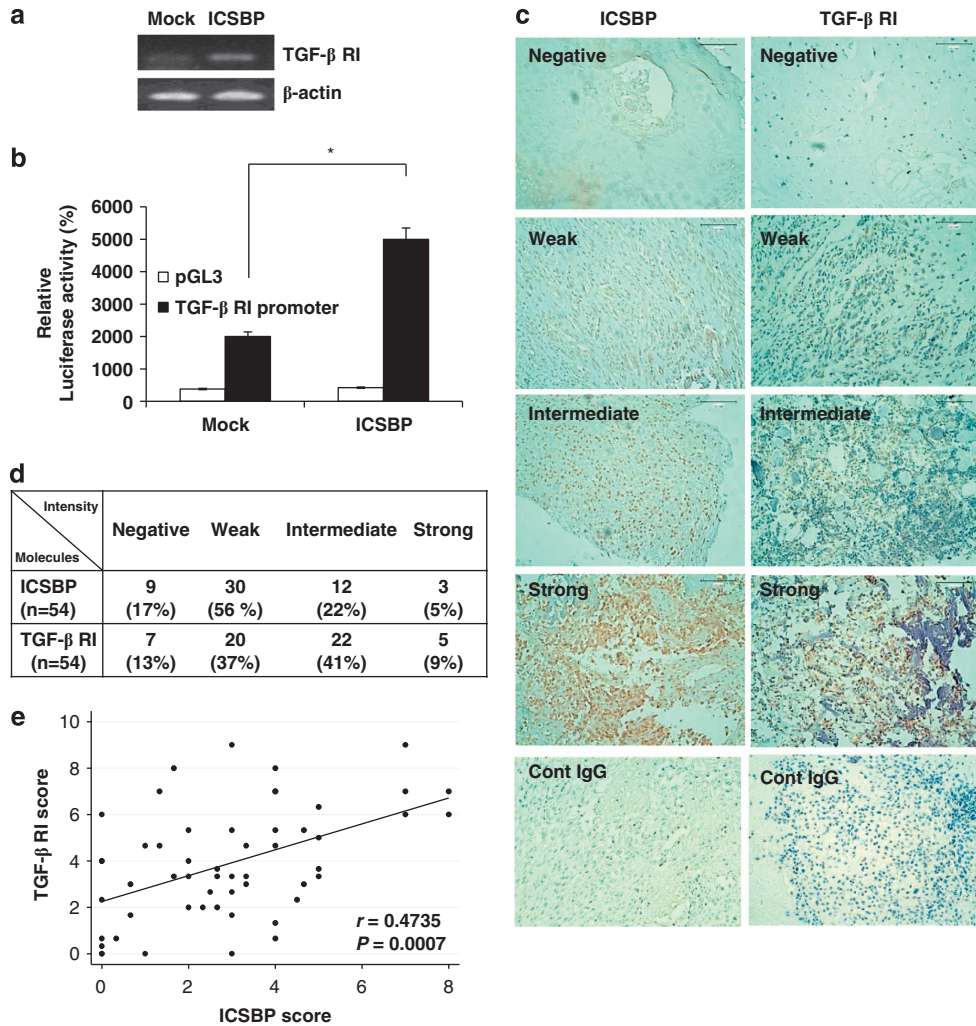 a
Mock ICSBP
TGF-β RI
β-actin
b
*
Relative
Luciferase activity (%)
6000
5000
4000
3000
2000
1000
0
pGL3
TGF-β RI promoter
Mock ICSBP
c
ICSBP TGF-β RI
Negative Negative
Weak Weak
Intermediate Intermediate
Strong Strong
Cont IgG Cont IgG
d
Intensity
Molecules
Negative Weak Intermediate Strong
ICSBP 9 30 12 3
(n=54) (17%) (56 %) (22%) (5%)
TGF-β RI 7 20 22 5
(n=54) (13%) (37%) (41%) (9%)
e
TGF-β RI score
10
8
6
4
2
0
r = 0.4735
P = 0.0007
0 2 4 6 8
ICSBP score